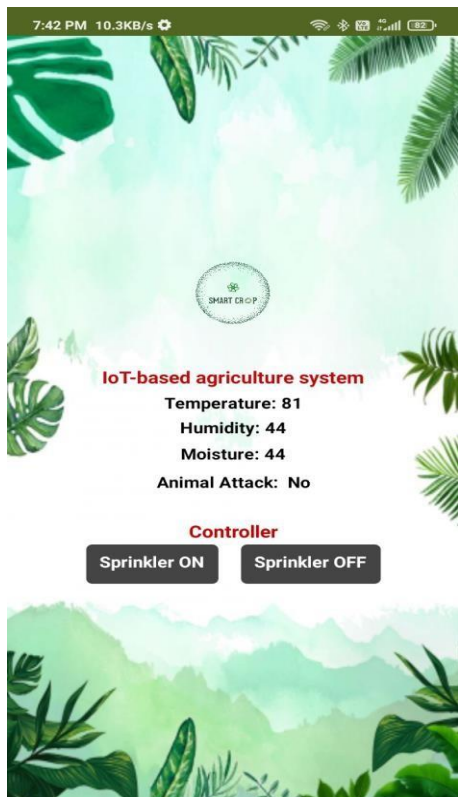 7:42 PM 10.3KB/s 4G 82
SMART CROP
IoT-based agriculture system
Temperature: 81
Humidity: 44
Moisture: 44
Animal Attack: No
Controller
Sprinkler ON Sprinkler OFF